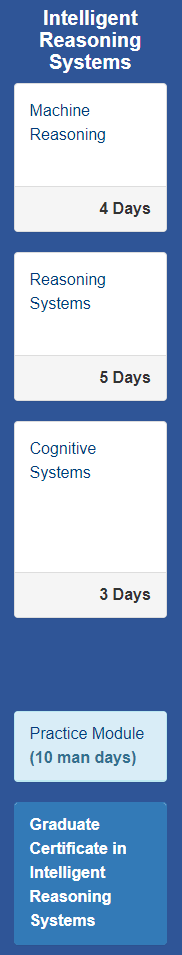 Intelligent
Reasoning
Systems
Machine
Reasoning
4 Days
Reasoning
Systems
5 Days
Cognitive
Systems
3 Days
Practice Module
(10 man days)
Graduate
Certificate in
Intelligent
Reasoning
Systems